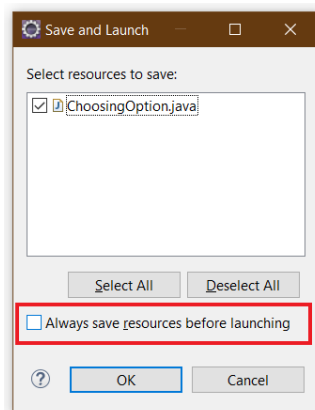 Save and Launch
Select resources to save:
ChoosingOption.java
Select All
Deselect All
Always save resources before launching
OK
Cancel